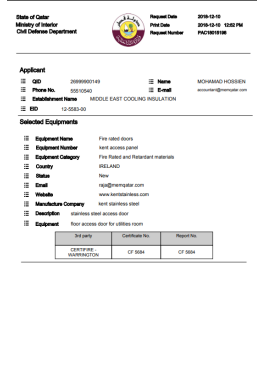 State of Qatar
Ministry of Interior
Civil Defense Department
Request Date 2018-12-10
Print Date 2018-12-10 12:52 PM
Request Number PAC18018198
Applicant
QID 26899900149 Name MOHAMAD HOSSIEN
Phone No. 55510540 E-mail accountant@memqatar.com
Establishment Name MIDDLE EAST COOLING INSULATION
EID 12-5583-00
Selected Equipments
Equipment Name Fire rated doors
Equipment Number kent access panel
Equipment Category Fire Rated and Retardant materials
Country IRELAND
Status New
Email raja@memqatar.com
Website www.kentstainless.com
Manufacture Company kent stainless steel
Description stainless steel access door
Equipment floor access door for utilities room
3rd party Certificate No. Report No.
CERTIFIRE - WARRINGTON CF 5684 CF 5684